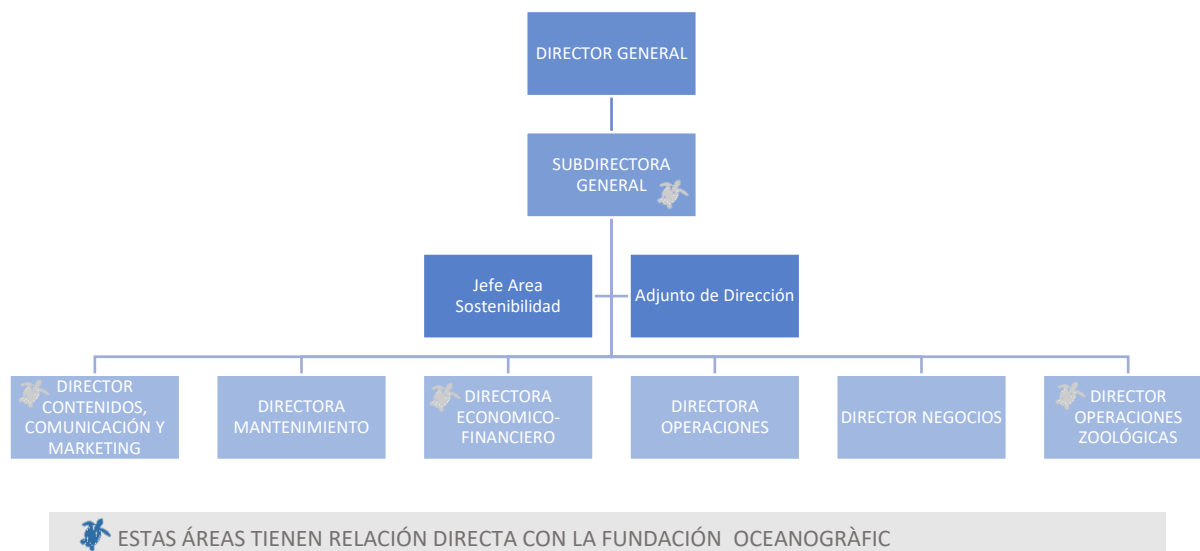 DIRECTOR GENERAL
SUBDIRECTORA
GENERAL
Jefe Area
Sostenibilidad
Adjunto de Dirección
DIRECTOR
CONTENIDOS,
COMUNICACIÓN Y
MARKETING
DIRECTORA
MANTENIMIENTO
DIRECTORA
ECONOMICO-
FINANCIERO
DIRECTORA
OPERACIONES
DIRECTOR NEGOCIOS
DIRECTOR
OPERACIONES
ZOOLÓGICAS
ESTAS ÁREAS TIENEN RELACIÓN DIRECTA CON LA FUNDACIÓN OCEANOGRÀFIC